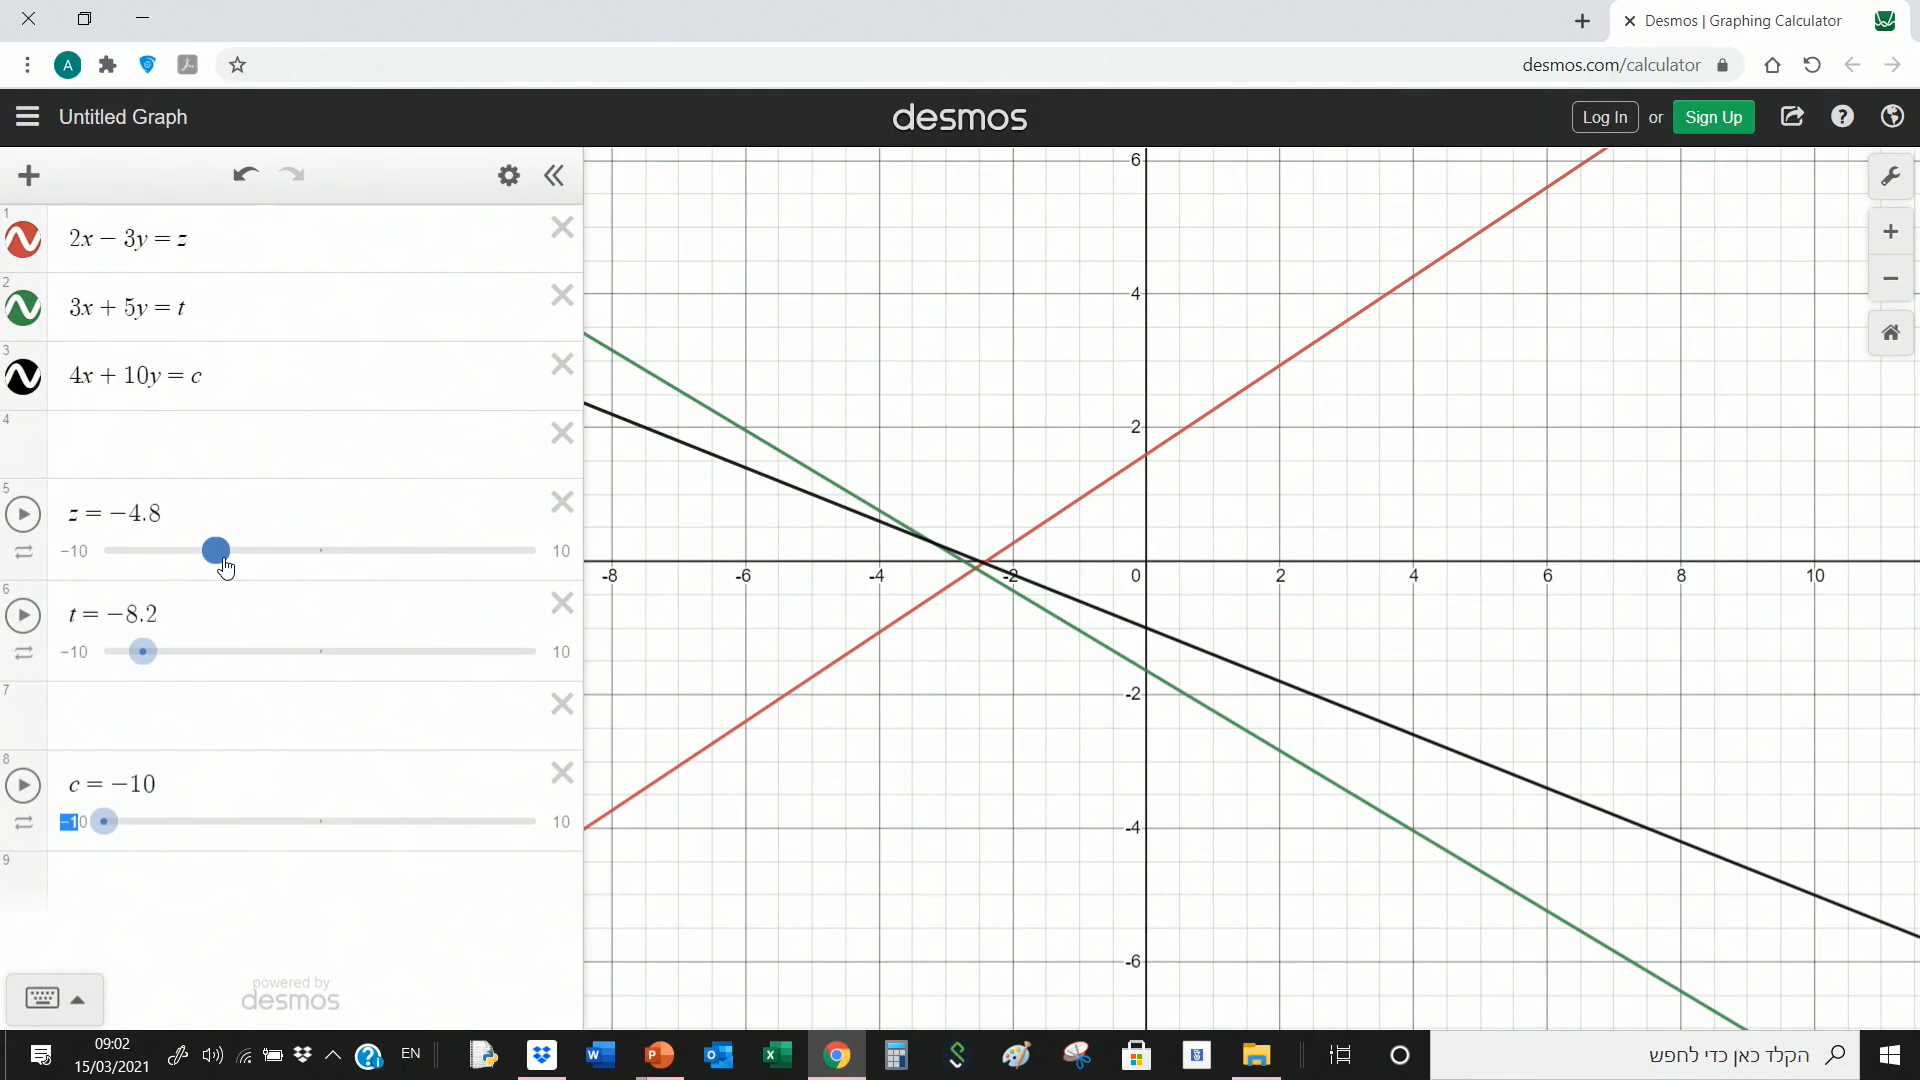 Desmos | Graphing Calculator
A
desmos.com/calculator
Untitled Graph
desmos
Log In or Sign Up
1
2x − 3y = z
2
3x + 5y = t
3
4x + 10y = c
4
5
z = −4.8
−10 10
6
t = −8.2
−10 10
7
8
c = −10
−10 10
9
powered by
desmos
6
4
2
-8 -6 -4 -2 0 2 4 6 8 10
-2
-4
-6
09:02
15/03/2021
EN
הקלד כאן כדי לחפש